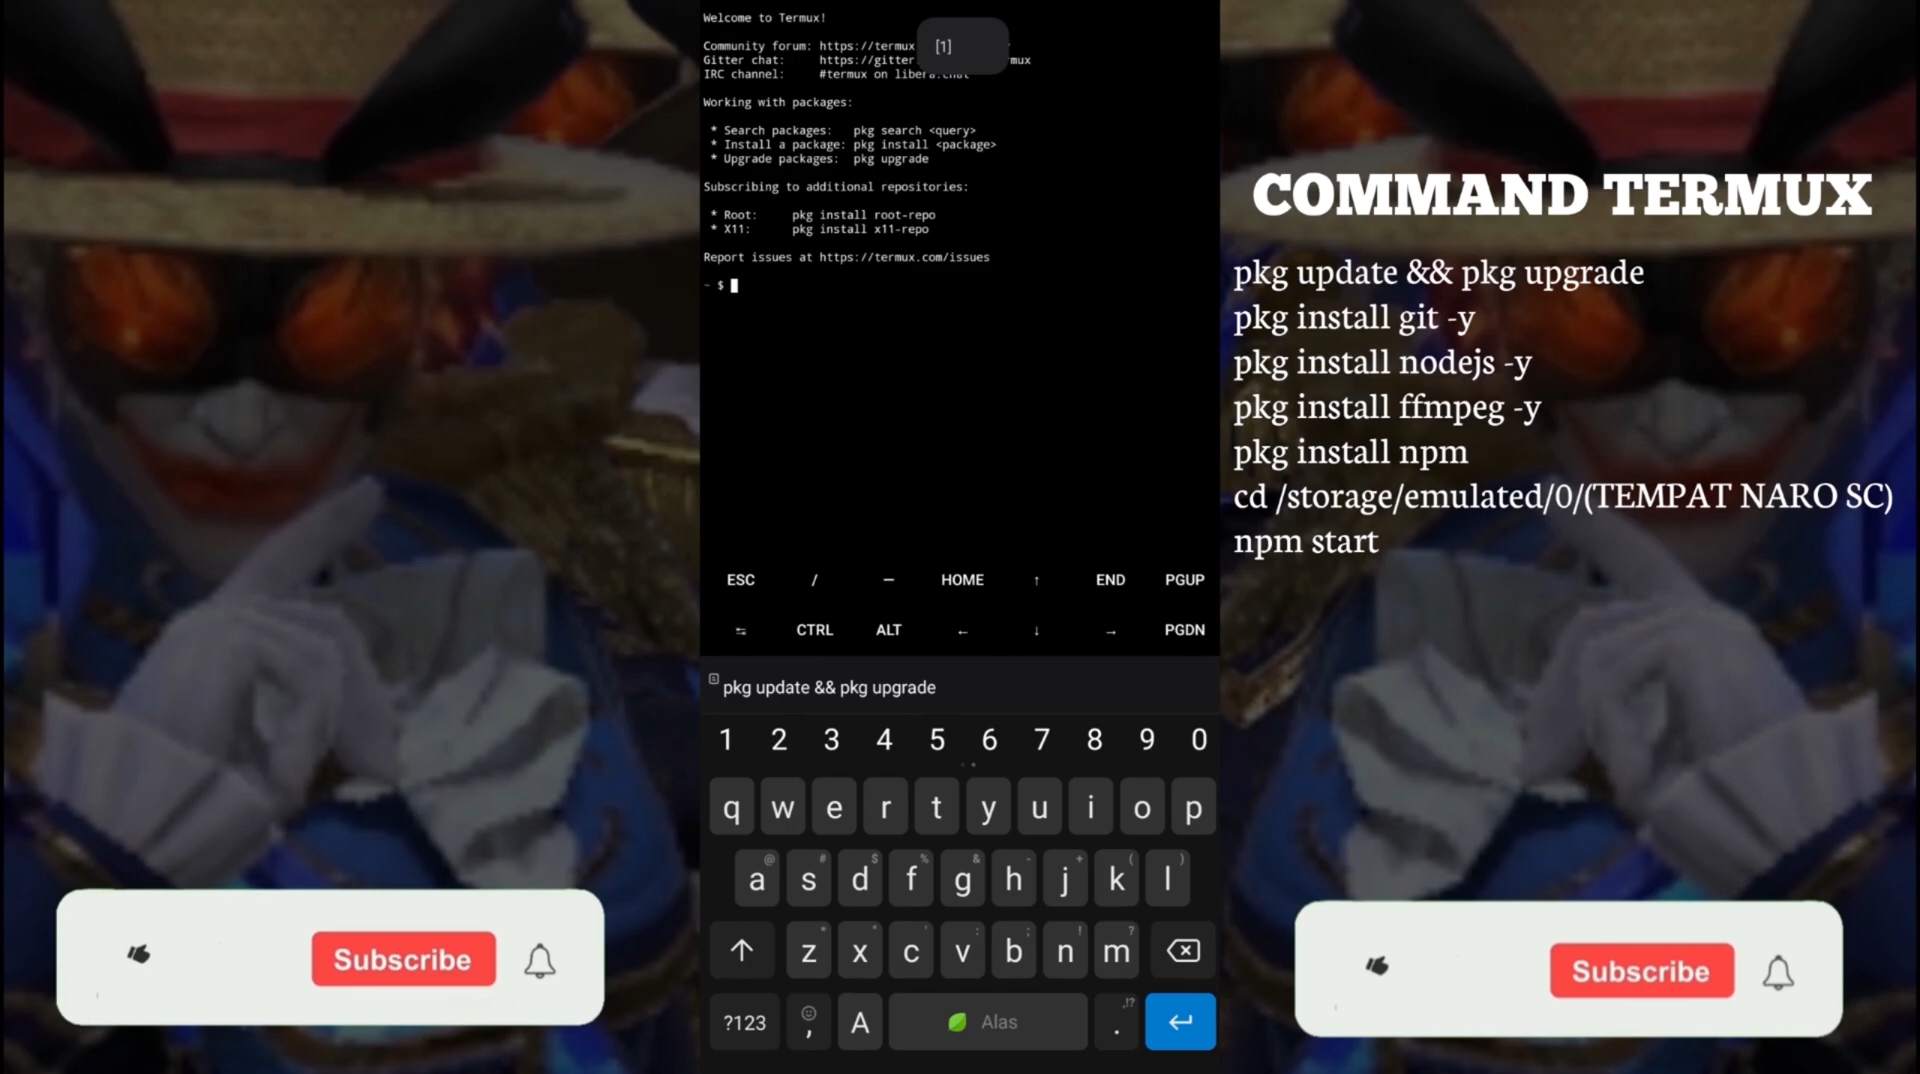 Welcome to Termux!
[1]
Community forum: https://termux
Gitter chat: https://gitter mux
IRC channel: #termux on libera.chat
Working with packages:
* Search packages: pkg search <query>
* Install a package: pkg install <package>
* Upgrade packages: pkg upgrade
Subscribing to additional repositories:
* Root: pkg install root-repo
* X11: pkg install x11-repo
Report issues at https://termux.com/issues
~ $
ESC / — HOME ↑ END PGUP
⇆ CTRL ALT ← ↓ → PGDN
pkg update && pkg upgrade
1 2 3 4 5 6 7 8 9 0
q w e r t y u i o p
@ # $ % & - + ( )
a s d f g h j k l
z x c v b n m
?123 , A Alas . ,!?
COMMAND TERMUX
pkg update && pkg upgrade
pkg install git -y
pkg install nodejs -y
pkg install ffmpeg -y
pkg install npm
cd /storage/emulated/0/(TEMPAT NARO SC)
npm start
Subscribe
Subscribe